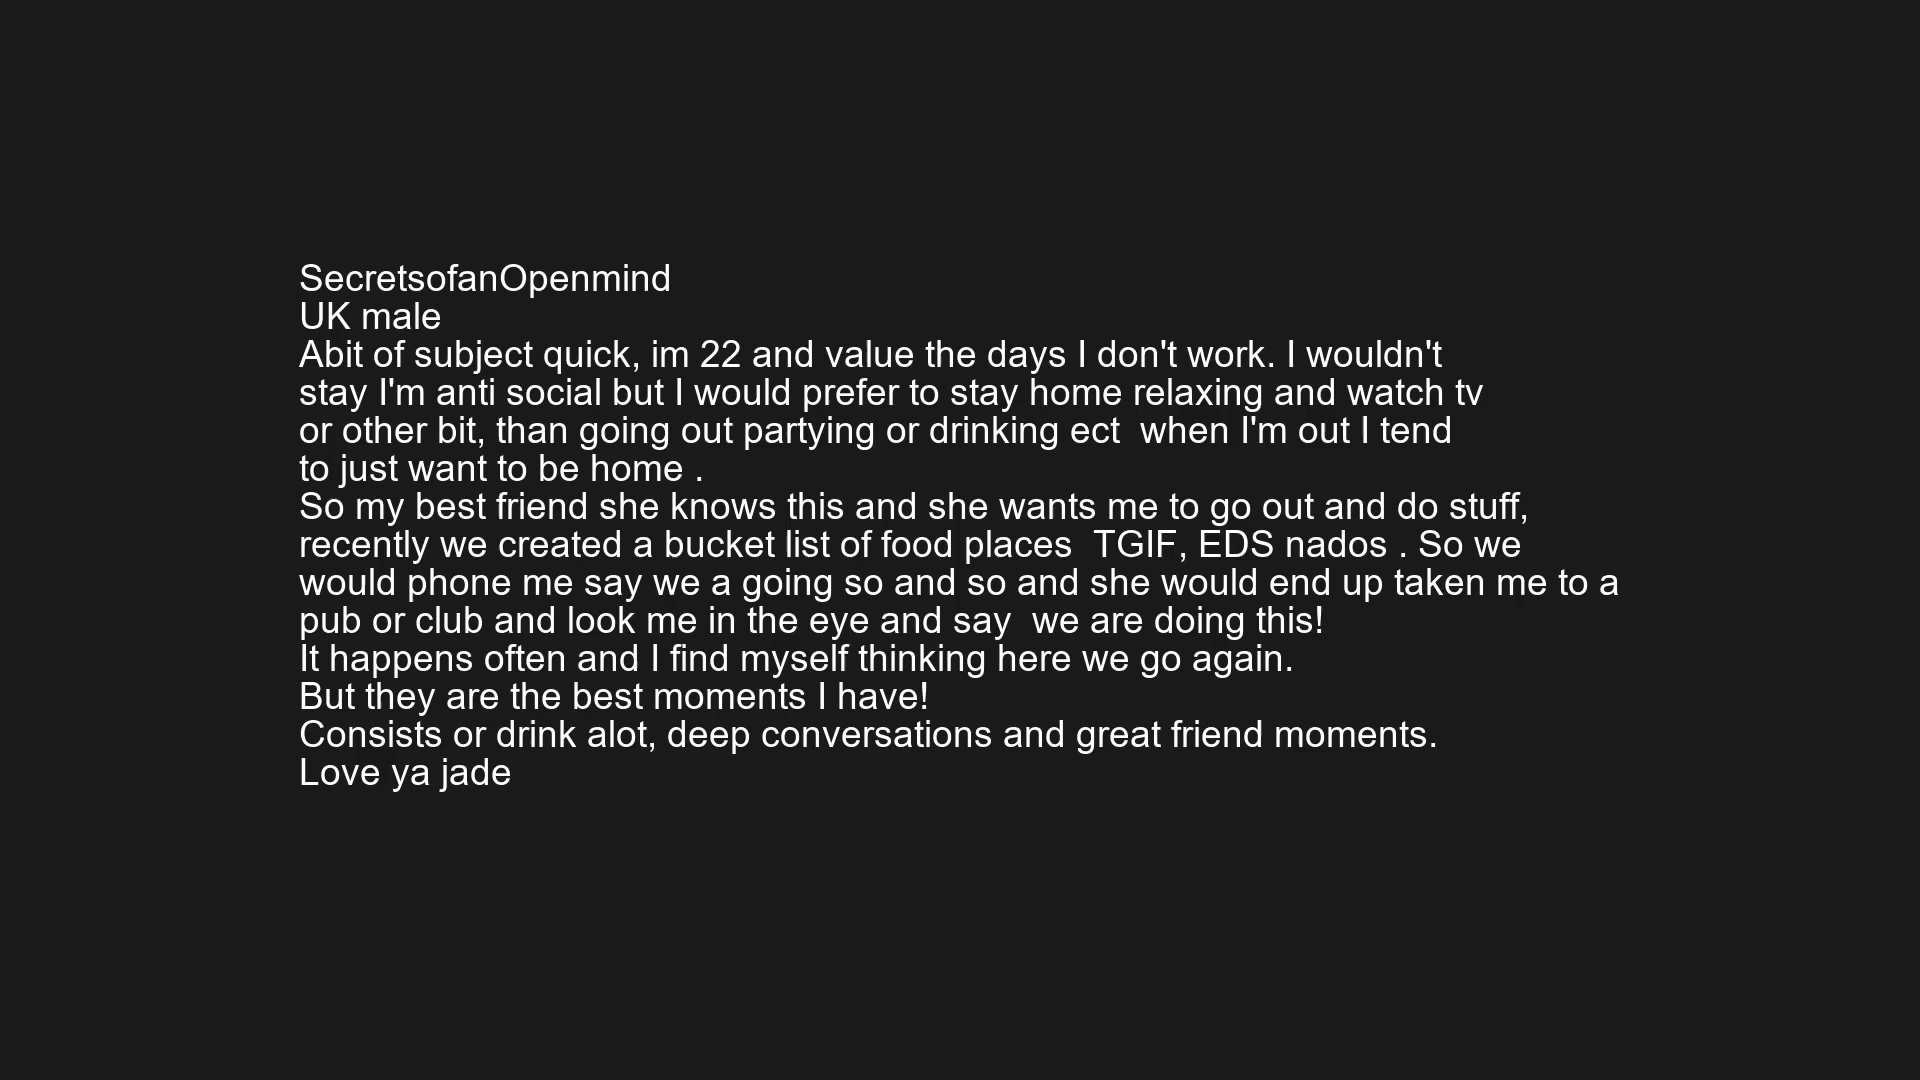 SecretsofanOpenmind
UK male
Abit of subject quick, im 22 and value the days I don't work. I wouldn't
stay I'm anti social but I would prefer to stay home relaxing and watch tv
or other bit, than going out partying or drinking ect  when I'm out I tend
to just want to be home .
So my best friend she knows this and she wants me to go out and do stuff,
recently we created a bucket list of food places  TGIF, EDS nados . So we
would phone me say we a going so and so and she would end up taken me to a
pub or club and look me in the eye and say  we are doing this!
It happens often and I find myself thinking here we go again.
But they are the best moments I have!
Consists or drink alot, deep conversations and great friend moments.
Love ya jade